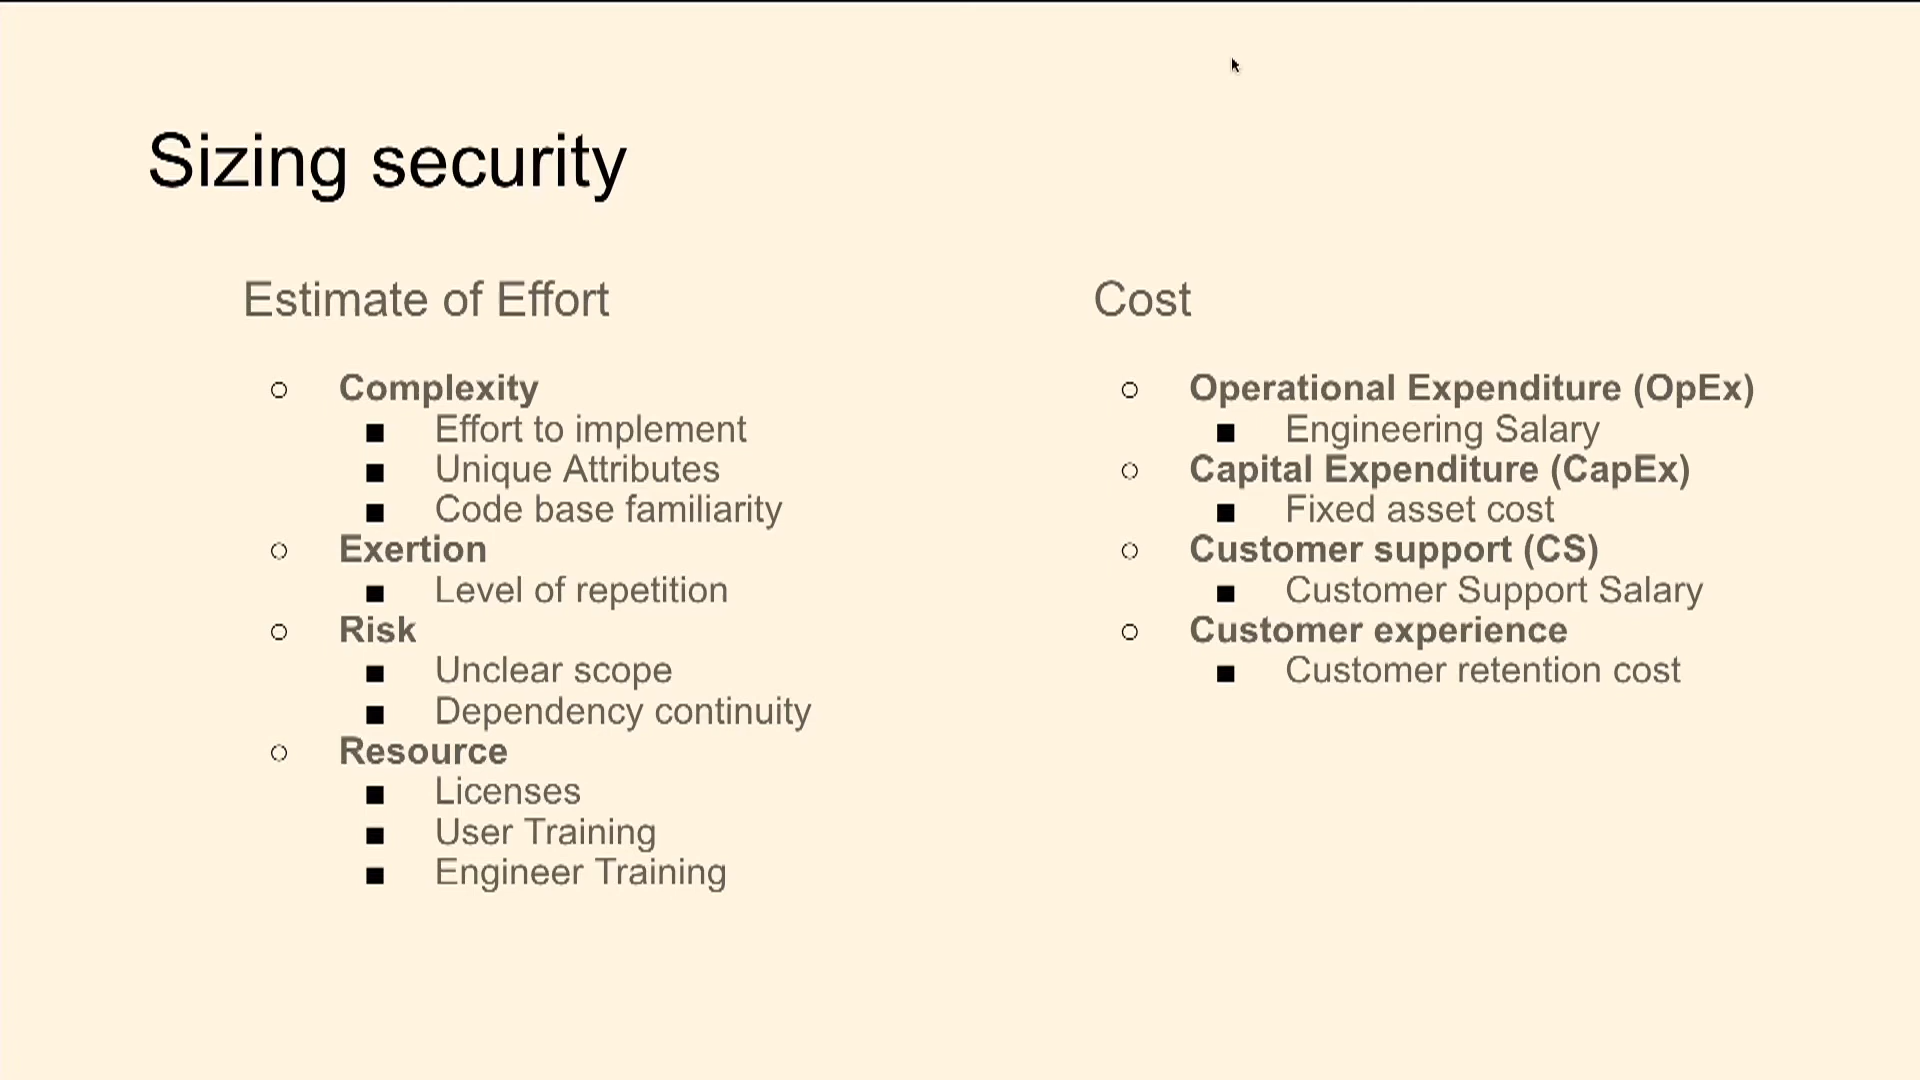 Sizing security
Estimate of Effort
Complexity
Effort to implement
Unique Attributes
Code base familiarity
Exertion
Level of repetition
Risk
Unclear scope
Dependency continuity
Resource
Licenses
User Training
Engineer Training
Cost
Operational Expenditure (OpEx)
Engineering Salary
Capital Expenditure (CapEx)
Fixed asset cost
Customer support (CS)
Customer Support Salary
Customer experience
Customer retention cost